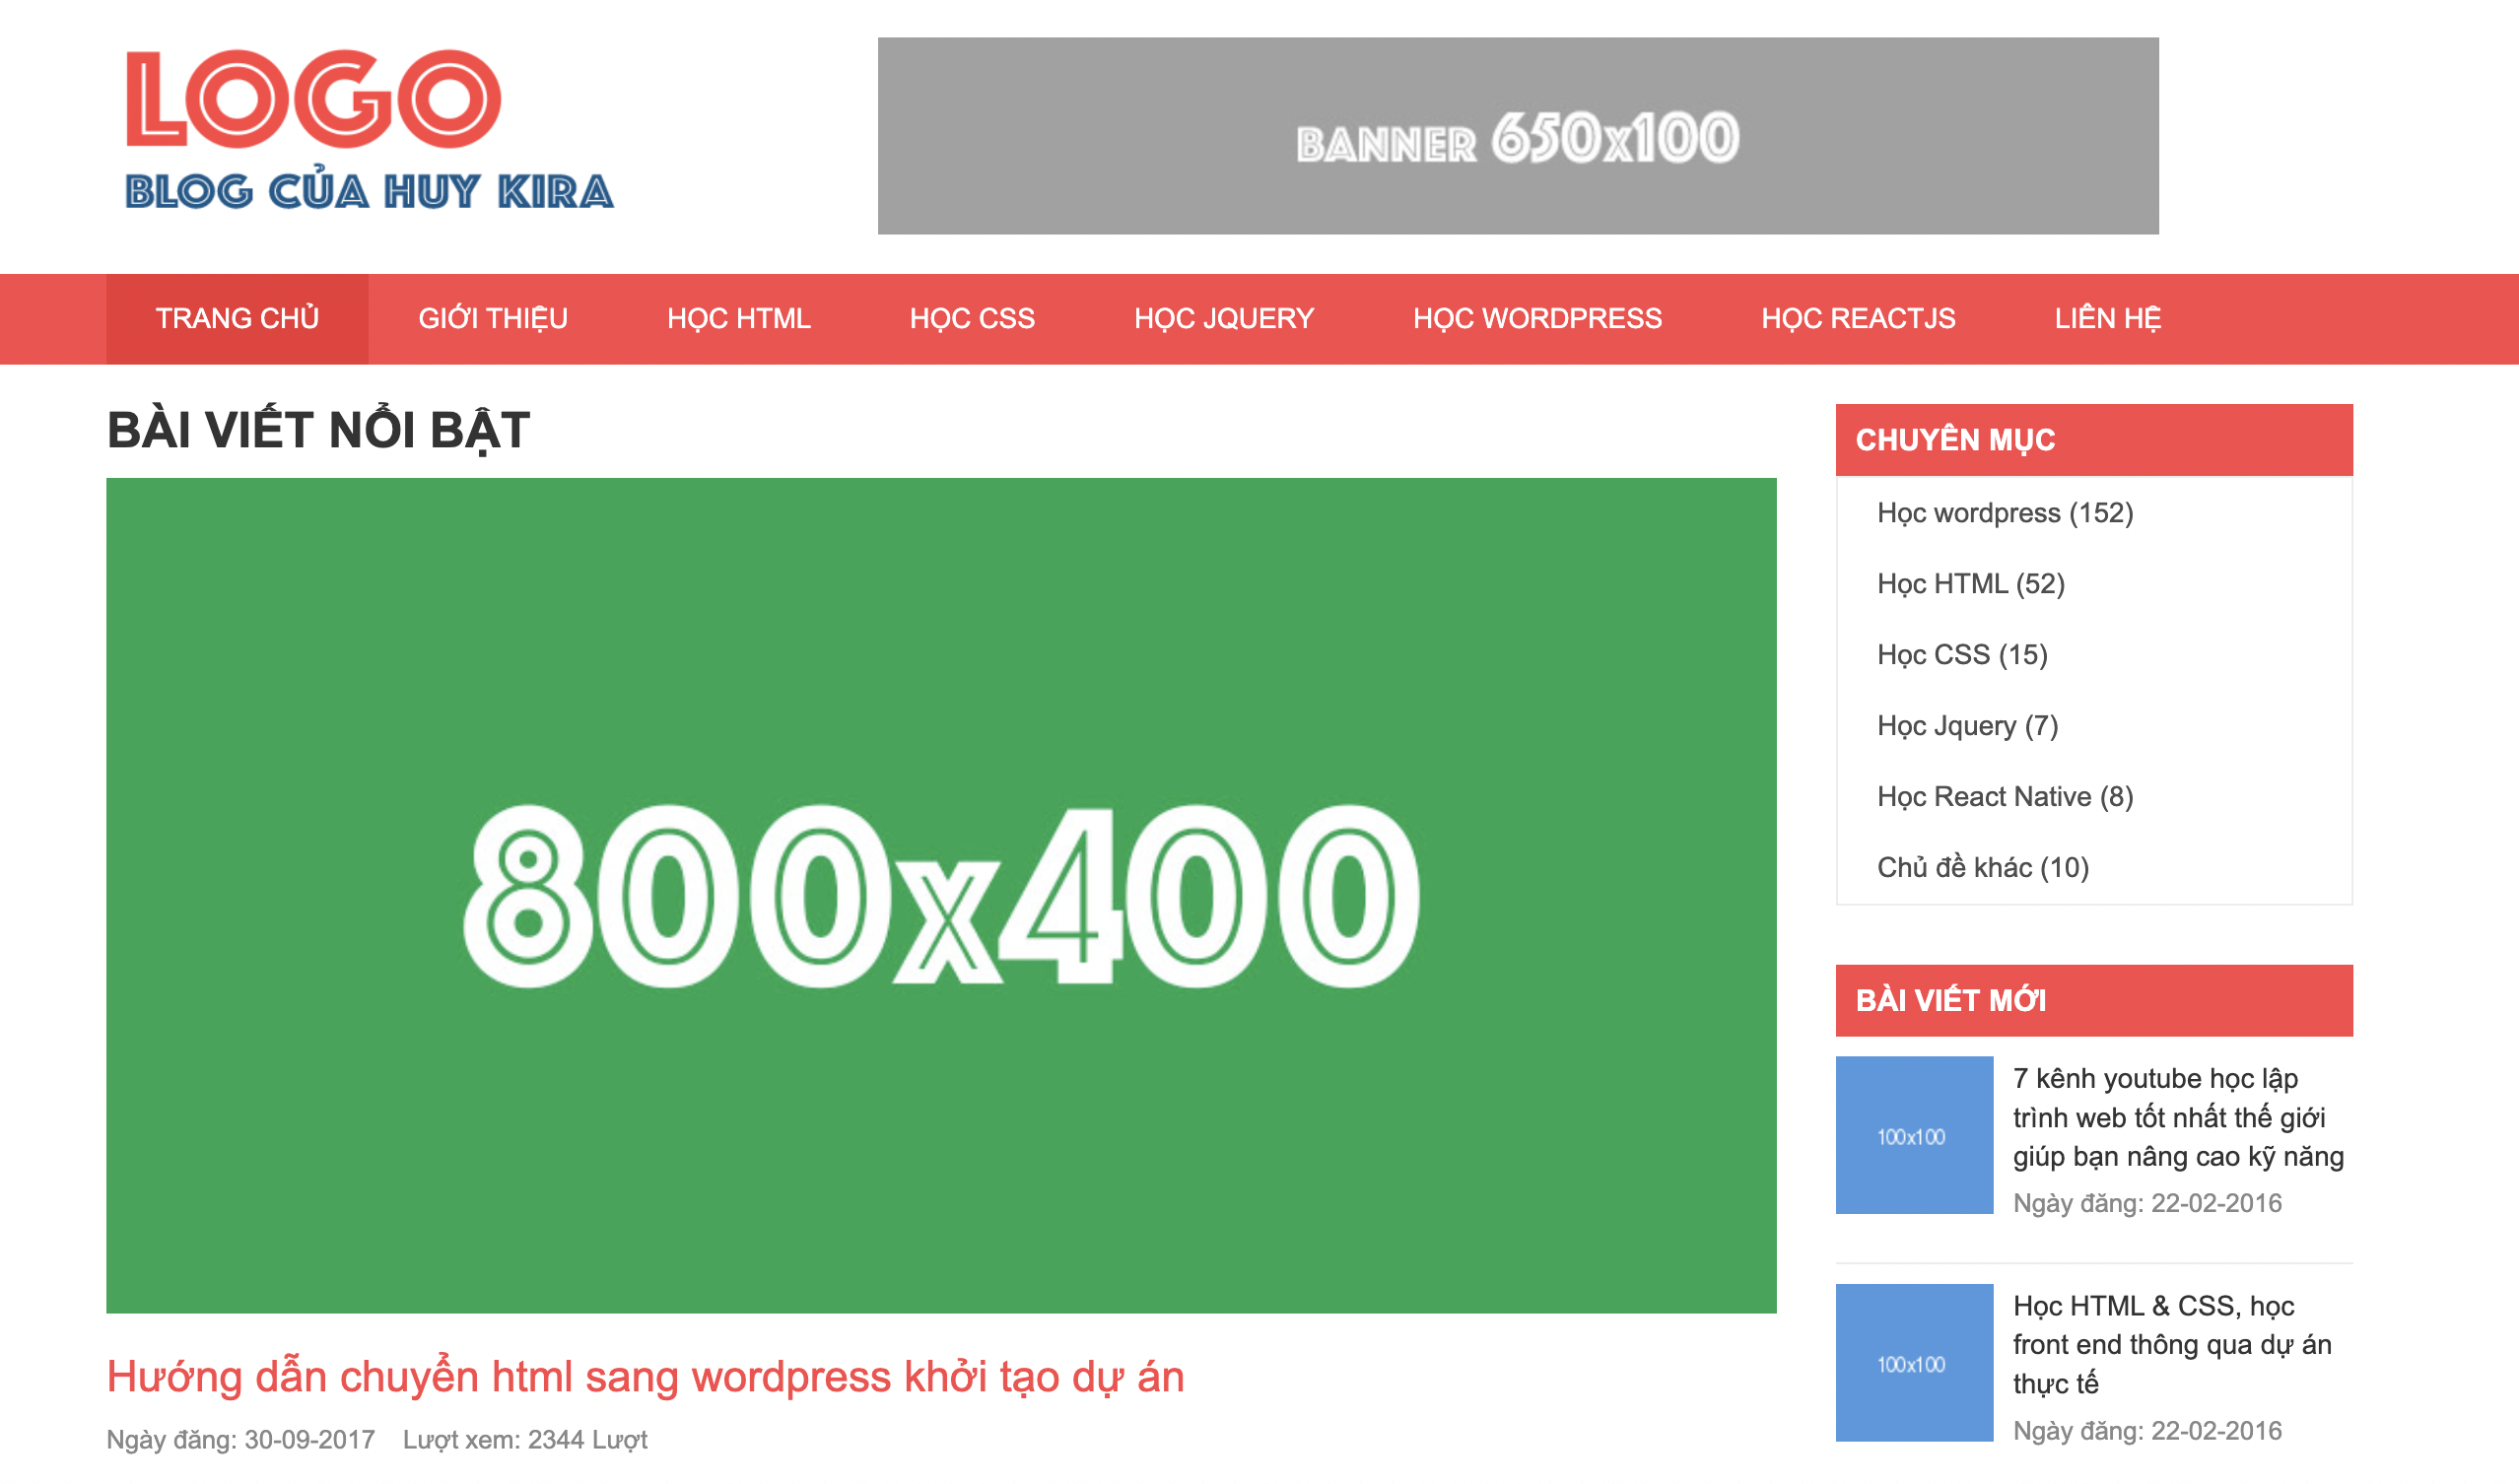 LOGO
BLOG CỦA HUY KIRA
BANNER 650x100
TRANG CHỦ GIỚI THIỆU HỌC HTML HỌC CSS HỌC JQUERY HỌC WORDPRESS HỌC REACTJS LIÊN HỆ
BÀI VIẾT NỔI BẬT
800x400
Hướng dẫn chuyển html sang wordpress khởi tạo dự án
Ngày đăng: 30-09-2017 Lượt xem: 2344 Lượt
CHUYÊN MỤC
Học wordpress (152)
Học HTML (52)
Học CSS (15)
Học Jquery (7)
Học React Native (8)
Chủ đề khác (10)
BÀI VIẾT MỚI
100x100
7 kênh youtube học lập
trình web tốt nhất thế giới
giúp bạn nâng cao kỹ năng
Ngày đăng: 22-02-2016
100x100
Học HTML & CSS, học
front end thông qua dự án
thực tế
Ngày đăng: 22-02-2016